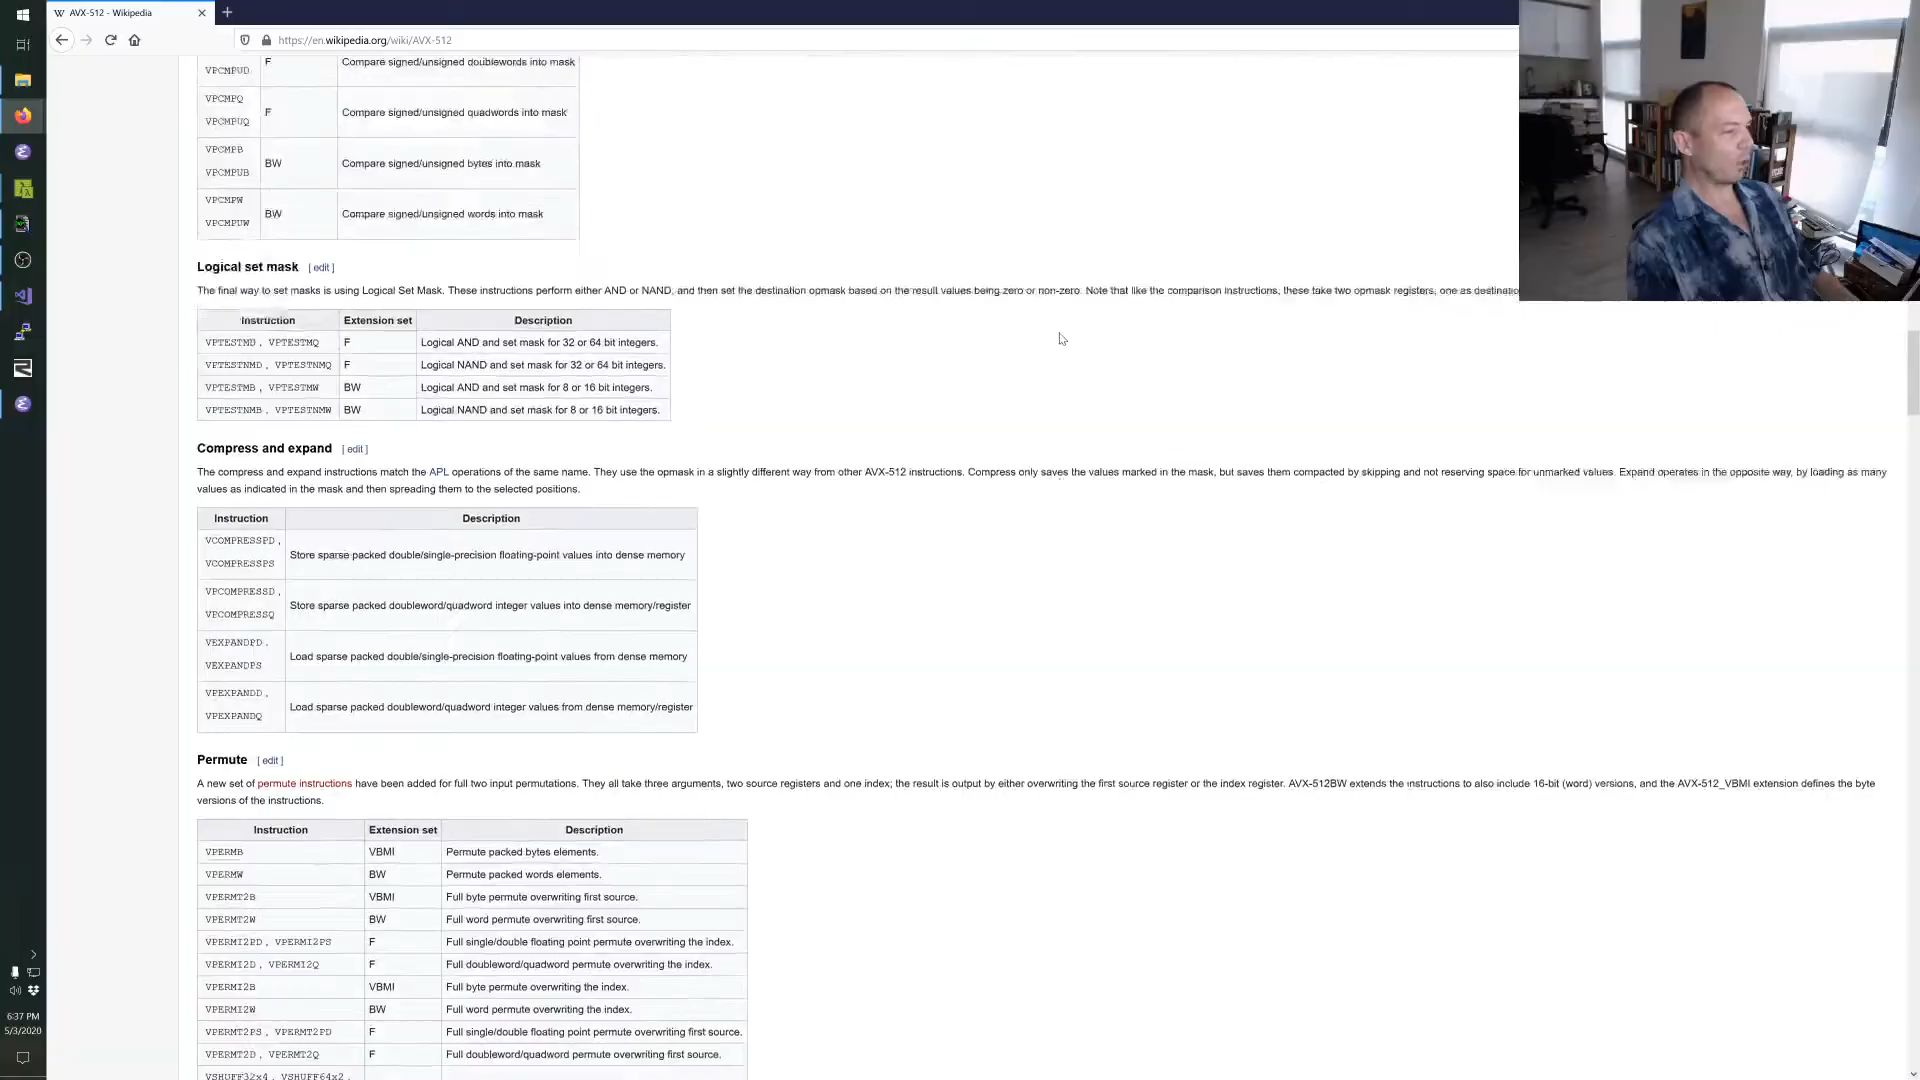 AVX-512 - Wikipedia
https://en.wikipedia.org/wiki/AVX-512
VPCMPUD
F
Compare signed/unsigned doublewords into mask
VPCMPQ
VPCMPUQ
F
Compare signed/unsigned quadwords into mask
VPCMPB
VPCMPUB
BW
Compare signed/unsigned bytes into mask
VPCMPW
VPCMPUW
BW
Compare signed/unsigned words into mask
Logical set mask [ edit ]
The final way to set masks is using Logical Set Mask. These instructions perform either AND or NAND, and then set the destination opmask based on the result values being zero or non-zero. Note that like the comparison instructions, these take two opmask registers, one as destinatio
Instruction Extension set Description
VPTESTMD, VPTESTMQ F Logical AND and set mask for 32 or 64 bit integers.
VPTESTNMD, VPTESTNMQ F Logical NAND and set mask for 32 or 64 bit integers.
VPTESTMB, VPTESTMW BW Logical AND and set mask for 8 or 16 bit integers.
VPTESTNMB, VPTESTNMW BW Logical NAND and set mask for 8 or 16 bit integers.
Compress and expand [ edit ]
The compress and expand instructions match the APL operations of the same name. They use the opmask in a slightly different way from other AVX-512 instructions. Compress only saves the values marked in the mask, but saves them compacted by skipping and not reserving space for unmarked values. Expand operates in the opposite way, by loading as many
values as indicated in the mask and then spreading them to the selected positions.
Instruction Description
VCOMPRESSPD,
VCOMPRESSPS
Store sparse packed double/single-precision floating-point values into dense memory
VPCOMPRESSD,
VPCOMPRESSQ
Store sparse packed doubleword/quadword integer values into dense memory/register
VEXPANDPD,
VEXPANDPS
Load sparse packed double/single-precision floating-point values from dense memory
VPEXPANDD,
VPEXPANDQ
Load sparse packed doubleword/quadword integer values from dense memory/register
Permute [ edit ]
A new set of permute instructions have been added for full two input permutations. They all take three arguments, two source registers and one index; the result is output by either overwriting the first source register or the index register. AVX-512BW extends the instructions to also include 16-bit (word) versions, and the AVX-512_VBMI extension defines the byte
versions of the instructions.
Instruction Extension set Description
VPERMB VBMI Permute packed bytes elements.
VPERMW BW Permute packed words elements.
VPERMT2B VBMI Full byte permute overwriting first source.
VPERMT2W BW Full word permute overwriting first source.
VPERMI2PD, VPERMI2PS F Full single/double floating point permute overwriting the index.
VPERMI2D, VPERMI2Q F Full doubleword/quadword permute overwriting the index.
VPERMI2B VBMI Full byte permute overwriting the index.
VPERMI2W BW Full word permute overwriting the index.
VPERMT2PS, VPERMT2PD F Full single/double floating point permute overwriting first source.
VPERMT2D, VPERMT2Q F Full doubleword/quadword permute overwriting first source.
VSHUFF32x4, VSHUFF64x2,
6:37 PM
5/3/2020